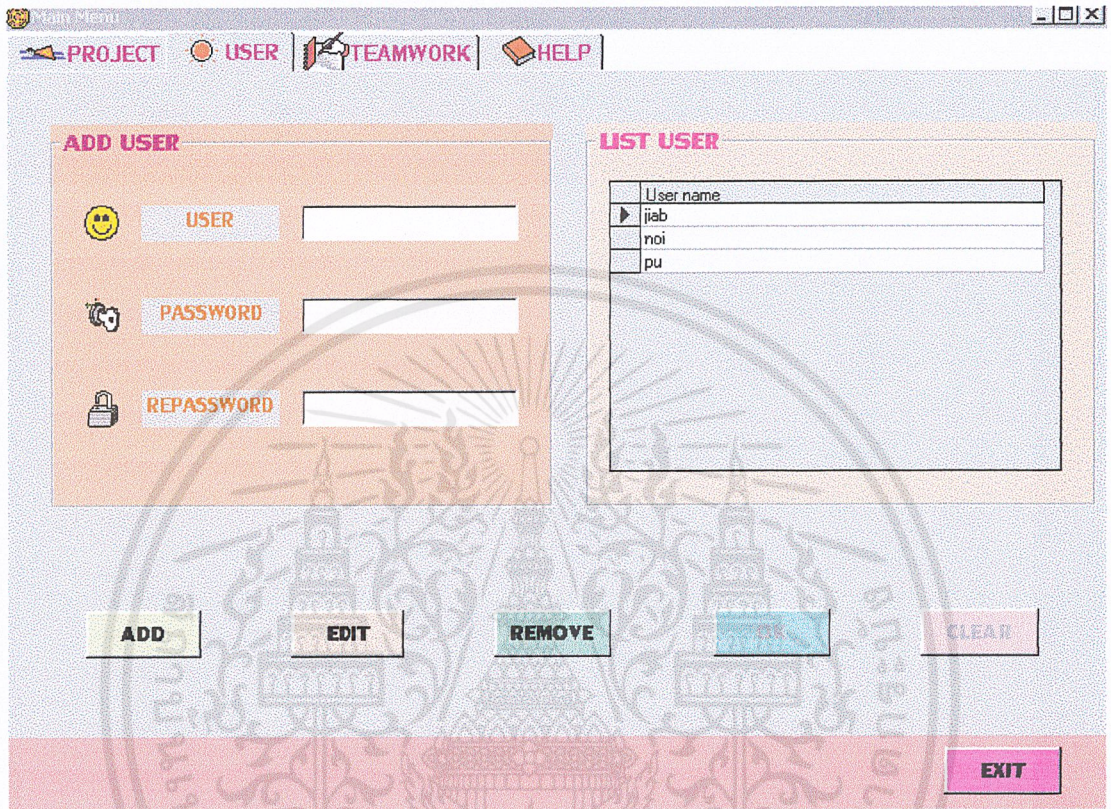 Main Menu
PROJECT USER TEAMWORK HELP
ADD USER
USER
PASSWORD
REPASSWORD
LIST USER
User name
jiab
noi
pu
ADD EDIT REMOVE OK CLEAR
EXIT